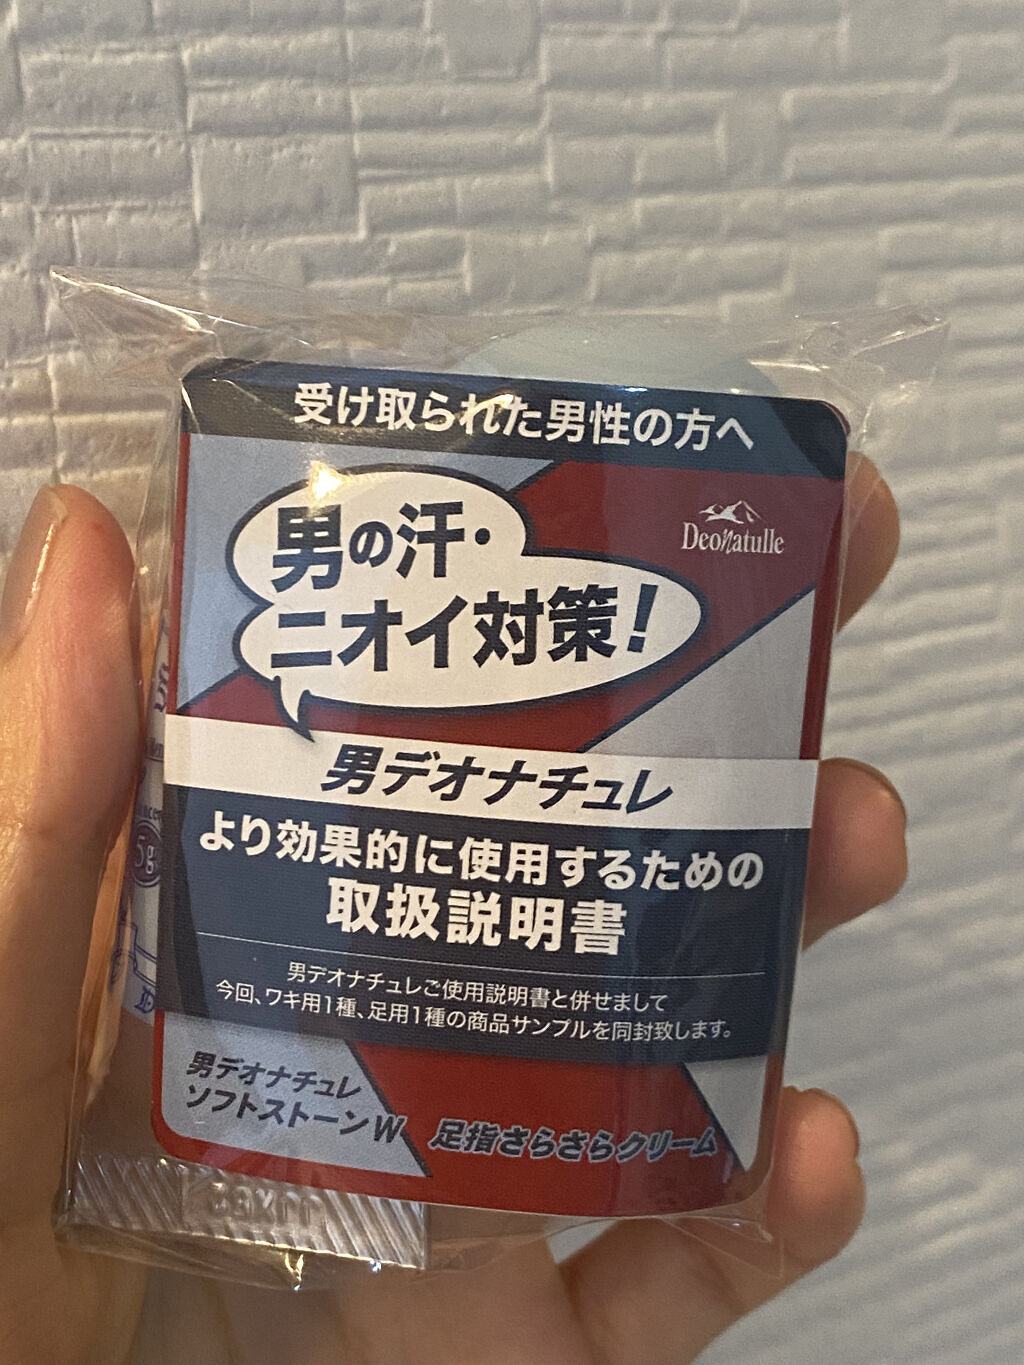 受け取られた男性の方へ
男の汗・
ニオイ対策!
Deonatulle
男デオナチュレ
より効果的に使用するための
取扱説明書
男デオナチュレご使用説明書と併せまして
今回、ワキ用1種、足用1種の商品サンプルを同封致します。
男デオナチュレ
ソフトストーンW
足指さらさらクリーム
5g